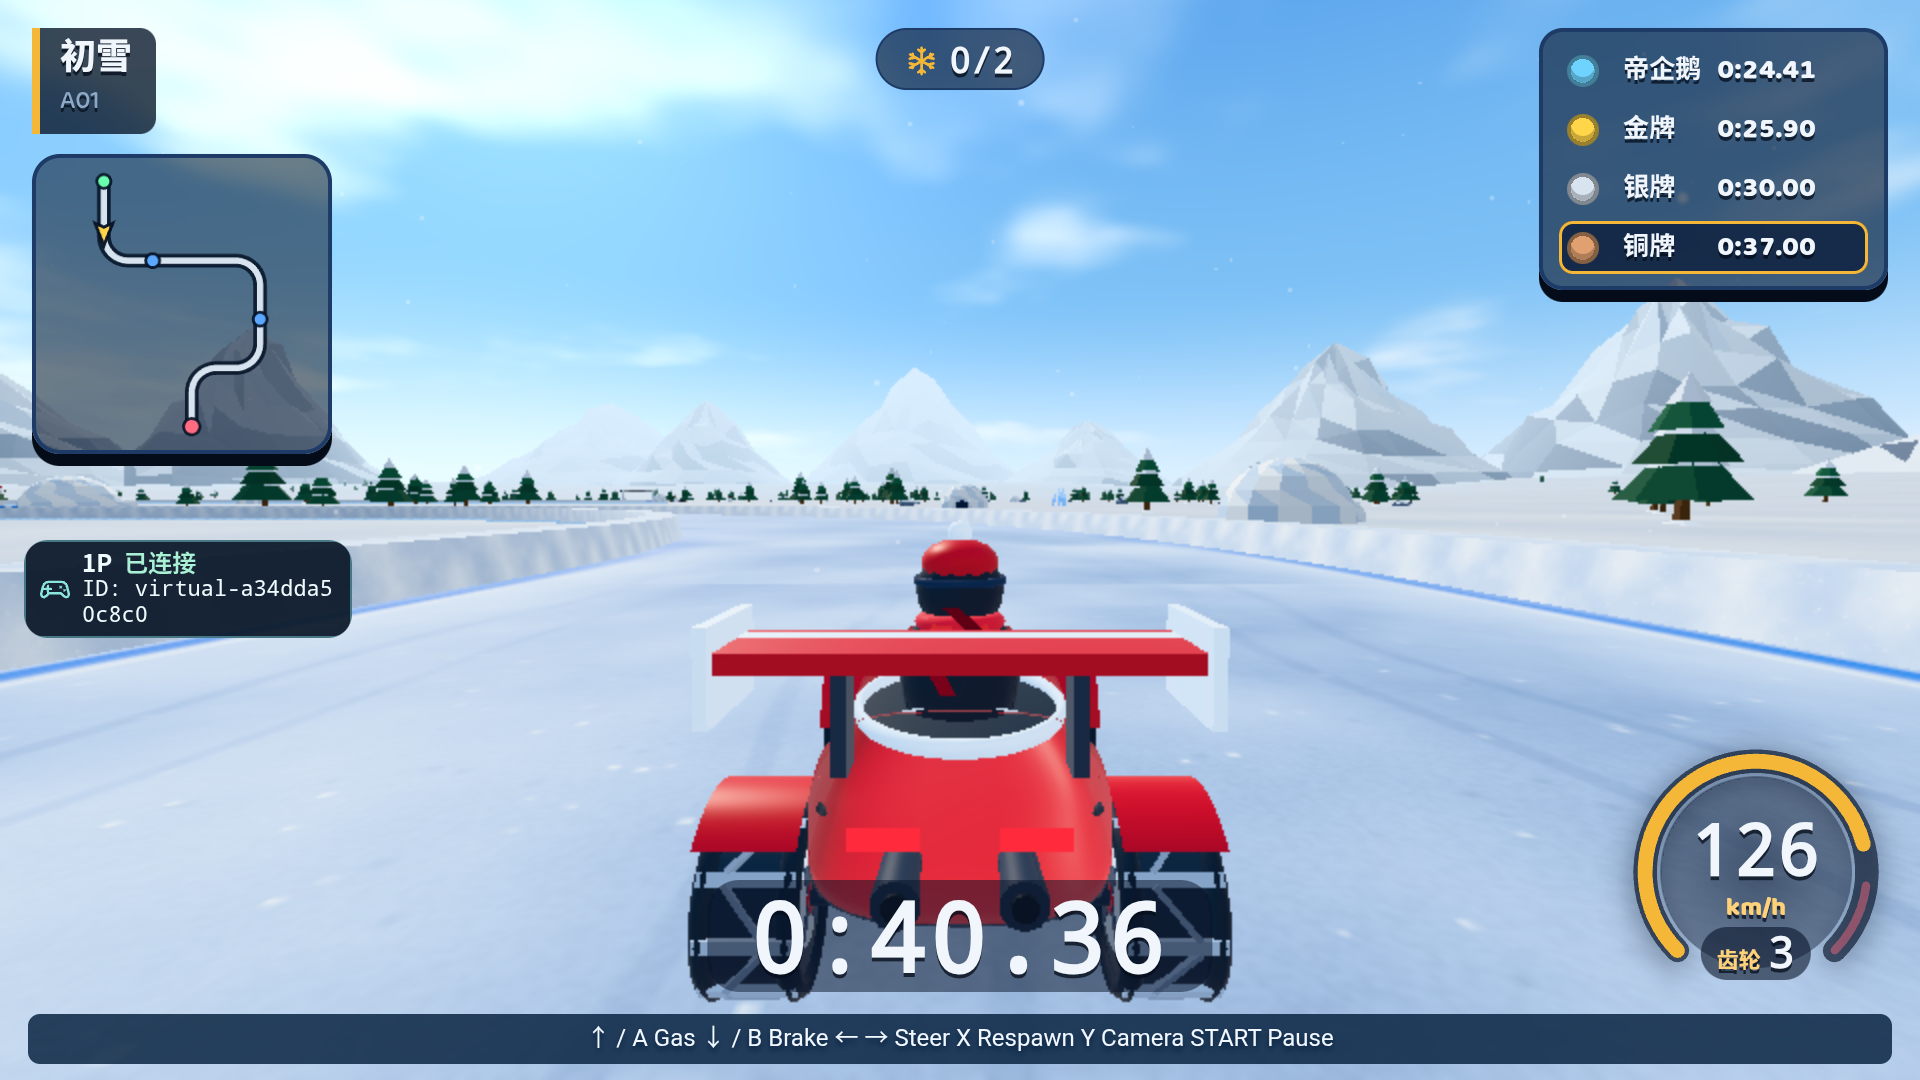 初雪
A01
0/2
帝企鹅 0:24.41
金牌 0:25.90
银牌 0:30.00
铜牌 0:37.00
1P 已连接
ID: virtual-a34dda5
0c8c0
126
km/h
齿轮 3
0:40.36
↑ / A Gas ↓ / B Brake ← → Steer X Respawn Y Camera START Pause